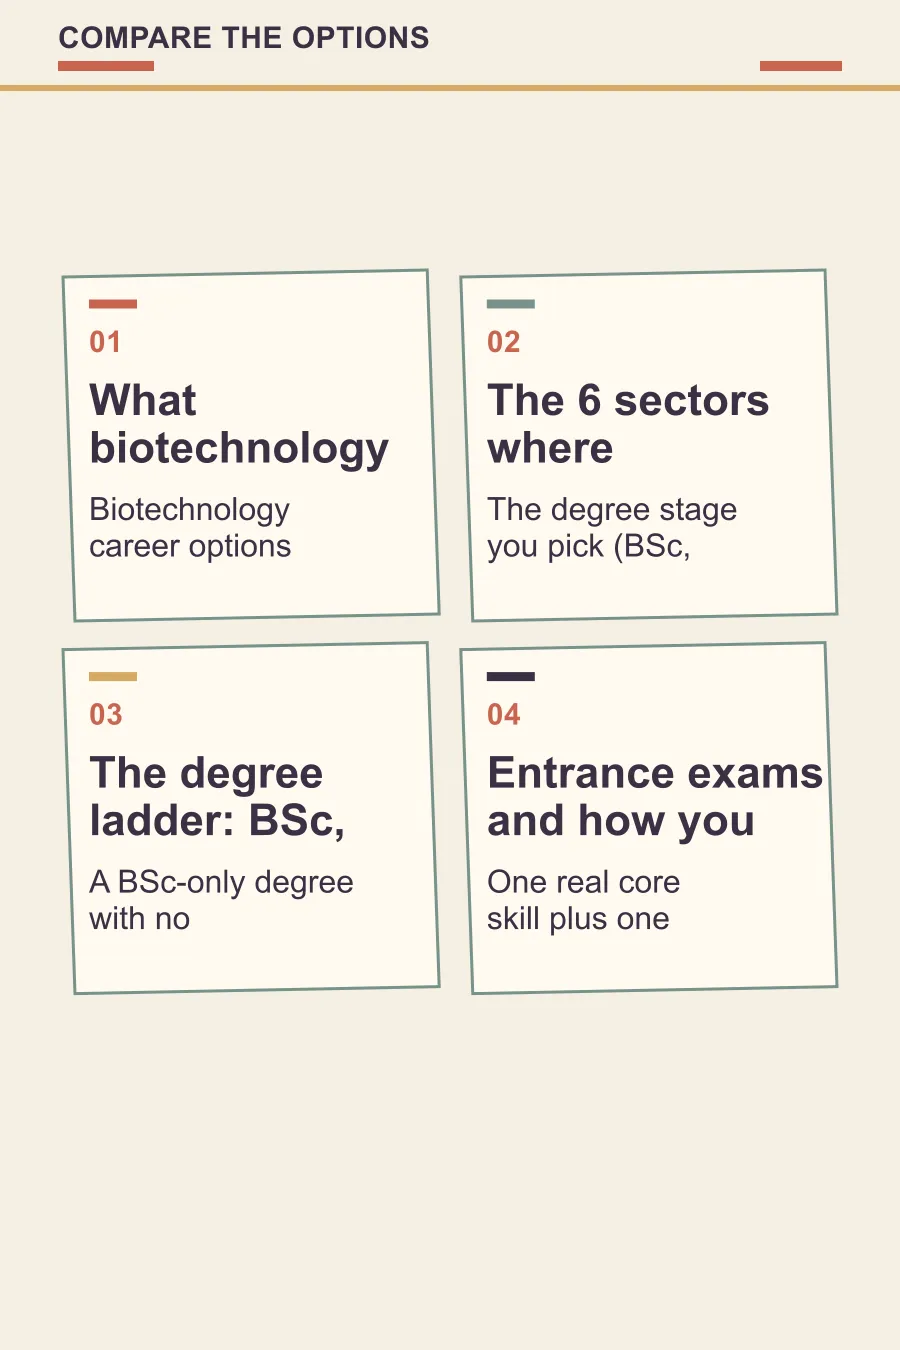 COMPARE THE OPTIONS
01
What
biotechnology
Biotechnology
career options
02
The 6 sectors
where
The degree stage
you pick (BSc,
03
The degree
ladder: BSc,
A BSc-only degree
with no
04
Entrance exams
and how you
One real core
skill plus one